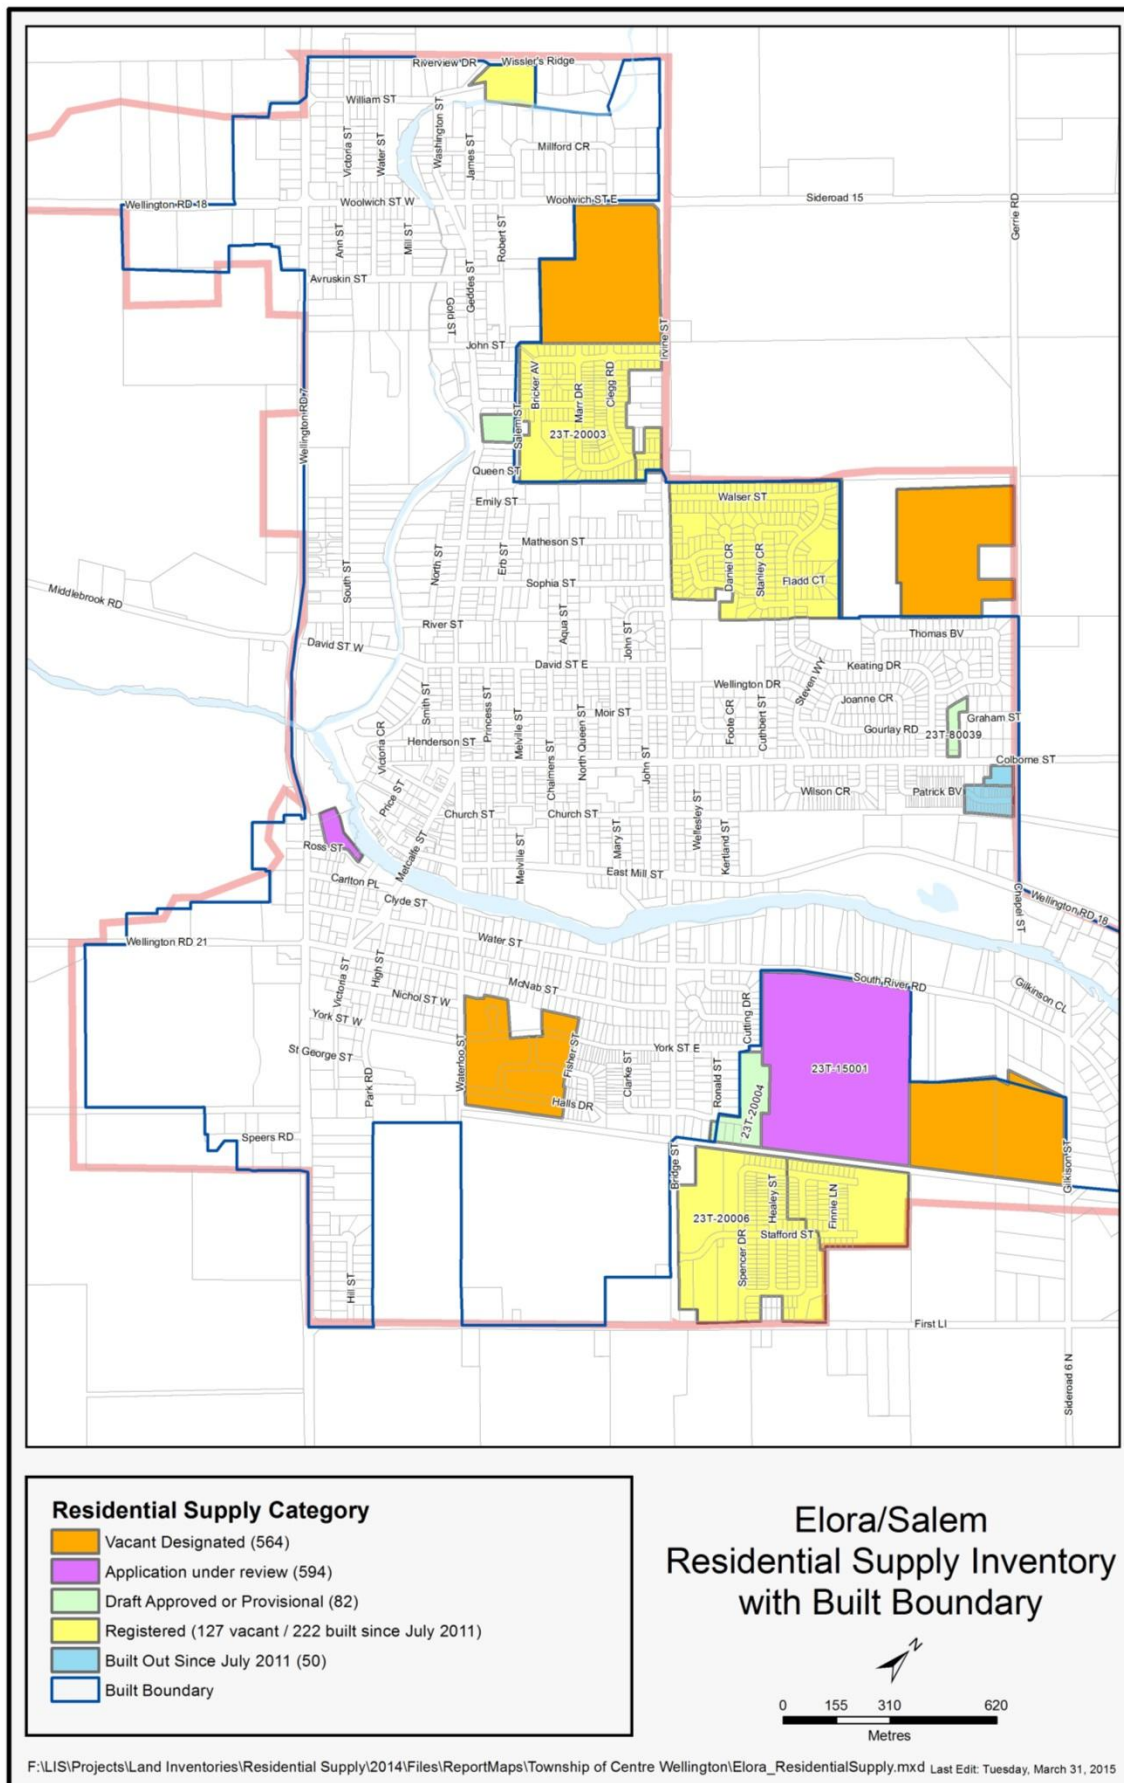 Riverview DR
Wissler's Ridge
William ST
Victoria ST
Water ST
Washington ST
James ST
Millford CR
Wellington RD 18
Woolwich ST W
Woolwich ST E
Sideroad 15
Gerrie RD
Ann ST
Mill ST
Robert ST
Avruskin ST
Gold ST
Geddes ST
John ST
Irvine ST
Bricker AV
Marr DR
Clegg RD
Wellington RD 7
Salem ST
23T-20003
Queen ST
Emily ST
Walser ST
Matheson ST
North ST
Erb ST
Daniel CR
Stanley CR
Fladd CT
South ST
Sophia ST
Middlebrook RD
River ST
Aqua ST
John ST
Thomas BV
David ST W
David ST E
Keating DR
Wellington DR
Steven WY
Joanne CR
Smith ST
Princess ST
Melville ST
North Queen ST
Moir ST
Foote CR
Cuthbert ST
Gourlay RD
Graham ST
23T-80039
Victoria CR
Henderson ST
Chalmers ST
John ST
Colborne ST
Price ST
Wilson CR
Patrick BV
Church ST
Church ST
Ross ST
Metcalfe ST
Melville ST
Mary ST
Wellesley ST
Kertland ST
Carlton PL
East Mill ST
Clyde ST
Chapel ST
Wellington RD 18
Wellington RD 21
Water ST
Victoria ST
High ST
McNab ST
South River RD
Nichol ST W
Gilkinson CL
York ST W
Cutting DR
St George ST
Waterloo ST
Fisher ST
York ST E
Park RD
Clarke ST
Ronald ST
23T-20004
23T-15001
Halls DR
Speers RD
Bridge ST
Gilkison ST
23T-20006
Healey ST
Finnie LN
Stafford ST
Spencer DR
Hill ST
First LI
Sideroad 6 N
Residential Supply Category
Vacant Designated (564)
Application under review (594)
Draft Approved or Provisional (82)
Registered (127 vacant / 222 built since July 2011)
Built Out Since July 2011 (50)
Built Boundary
Elora/Salem
Residential Supply Inventory
with Built Boundary
N
0 155 310 620
Metres
F:\LIS\Projects\Land Inventories\Residential Supply\2014\Files\ReportMaps\Township of Centre Wellington\Elora_ResidentialSupply.mxd Last Edit: Tuesday, March 31, 2015